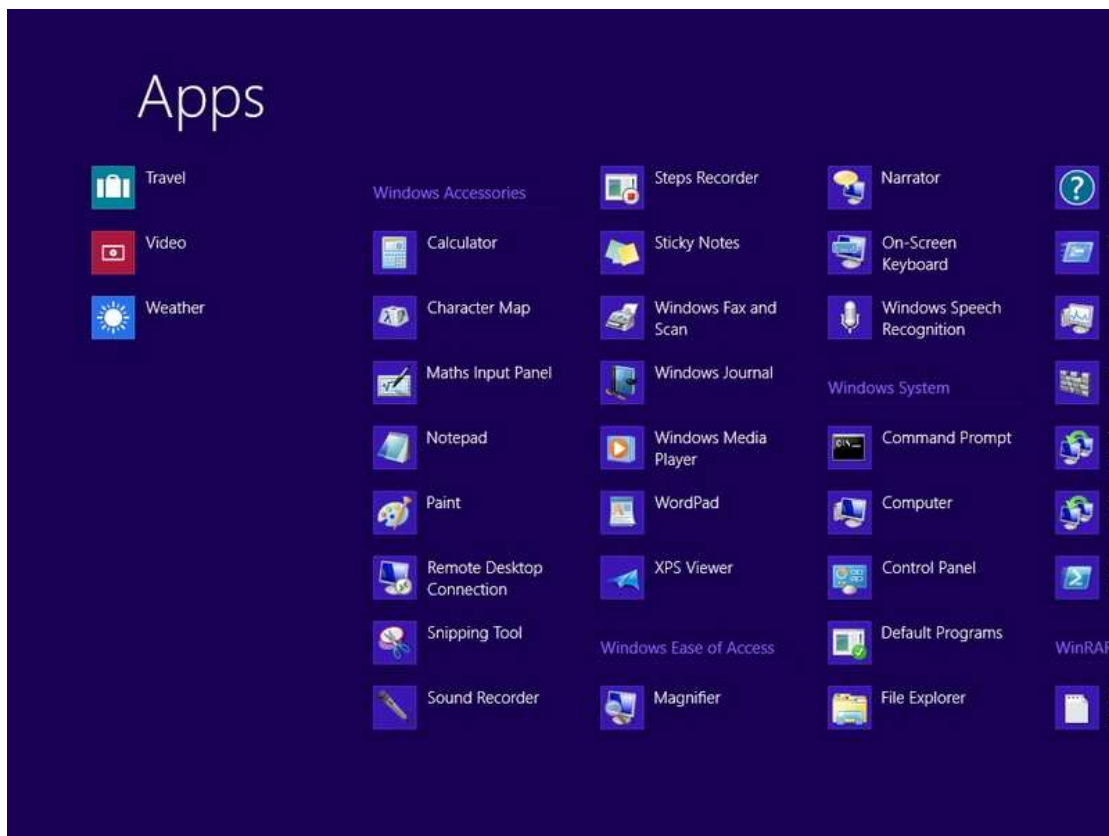 Apps
Travel
Video
Weather
Windows Accessories
Calculator
Character Map
Maths Input Panel
Notepad
Paint
Remote Desktop
Connection
Snipping Tool
Sound Recorder
Steps Recorder
Sticky Notes
Windows Fax and
Scan
Windows Journal
Windows Media
Player
WordPad
XPS Viewer
Windows Ease of Access
Magnifier
Narrator
On-Screen
Keyboard
Windows Speech
Recognition
Windows System
Command Prompt
Computer
Control Panel
Default Programs
File Explorer
WinRAR